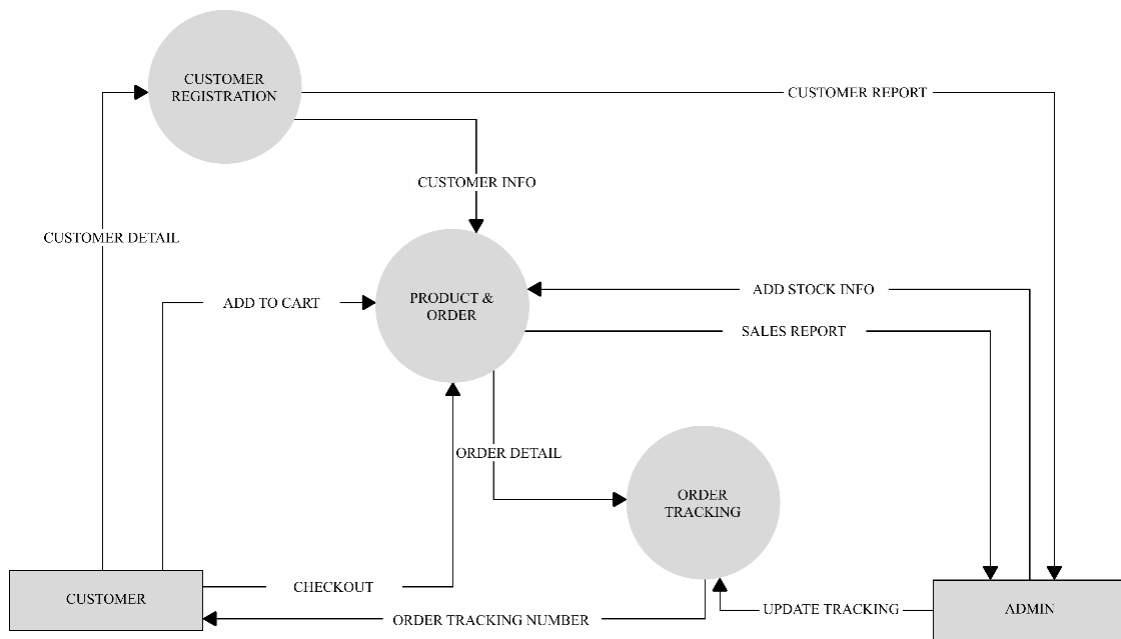 CUSTOMER
REGISTRATION
CUSTOMER REPORT
CUSTOMER INFO
CUSTOMER DETAIL
ADD TO CART
PRODUCT &
ORDER
ADD STOCK INFO
SALES REPORT
ORDER DETAIL
ORDER
TRACKING
CUSTOMER
CHECKOUT
ORDER TRACKING NUMBER
UPDATE TRACKING
ADMIN